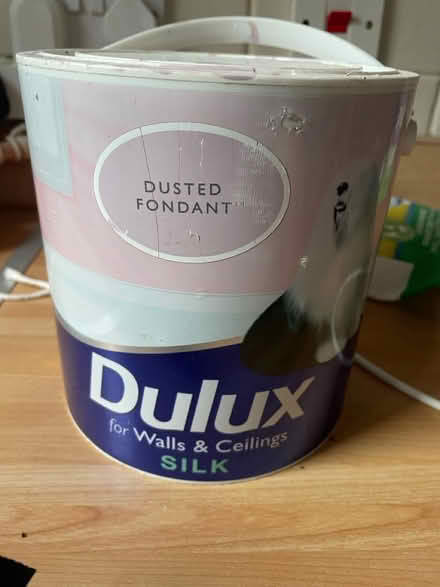 DUSTED
FONDANT
Dulux
for Walls & Ceilings
SILK